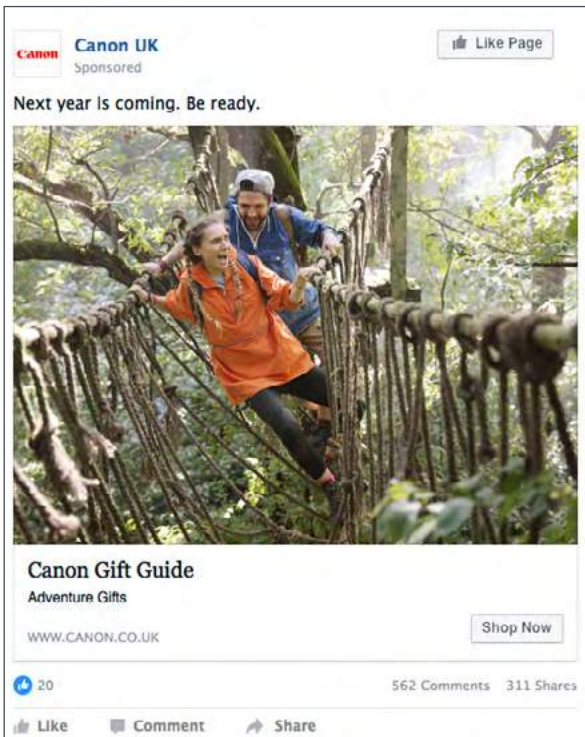 Canon
Canon UK
Like Page
Sponsored
Next year is coming. Be ready.
Canon Gift Guide
Adventure Gifts
WWW.CANON.CO.UK
Shop Now
20
562 Comments 311 Shares
Like Comment Share